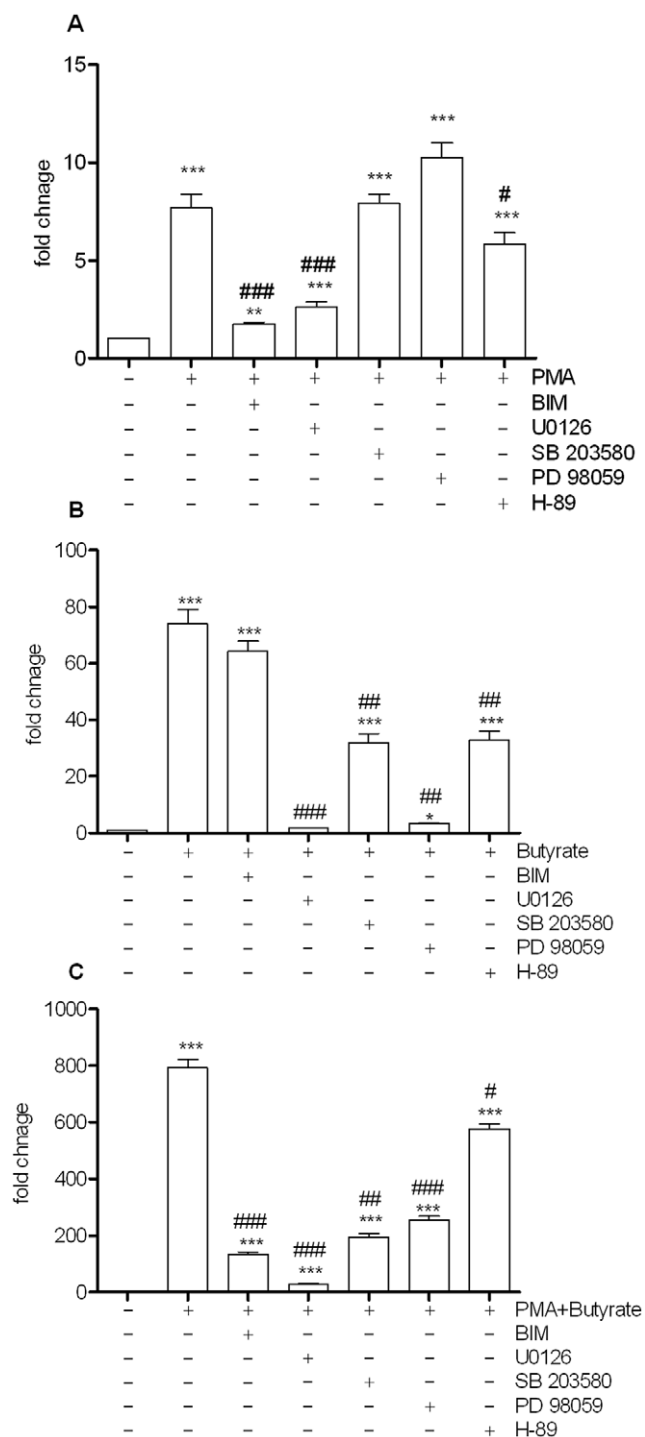 A
fold chnage
15
***
***
***
#
10
***
###
5
###
***
**
0
– + + + + + + PMA
– – + – – – – BIM
– – – + – – – U0126
– – – – + – – SB 203580
– – – – – + – PD 98059
– – – – – – + H-89
B
fold chnage
100
***
80
***
60
##
##
40
***
***
20
###
##
*
0
– + + + + + + Butyrate
– – + – – – – BIM
– – – + – – – U0126
– – – – + – – SB 203580
– – – – – + – PD 98059
– – – – – – + H-89
C
fold chnage
1000
***
800
#
***
600
400
##
###
###
###
***
***
200
***
***
0
– + + + + + + PMA+Butyrate
– – + – – – – BIM
– – – + – – – U0126
– – – – + – – SB 203580
– – – – – + – PD 98059
– – – – – – + H-89